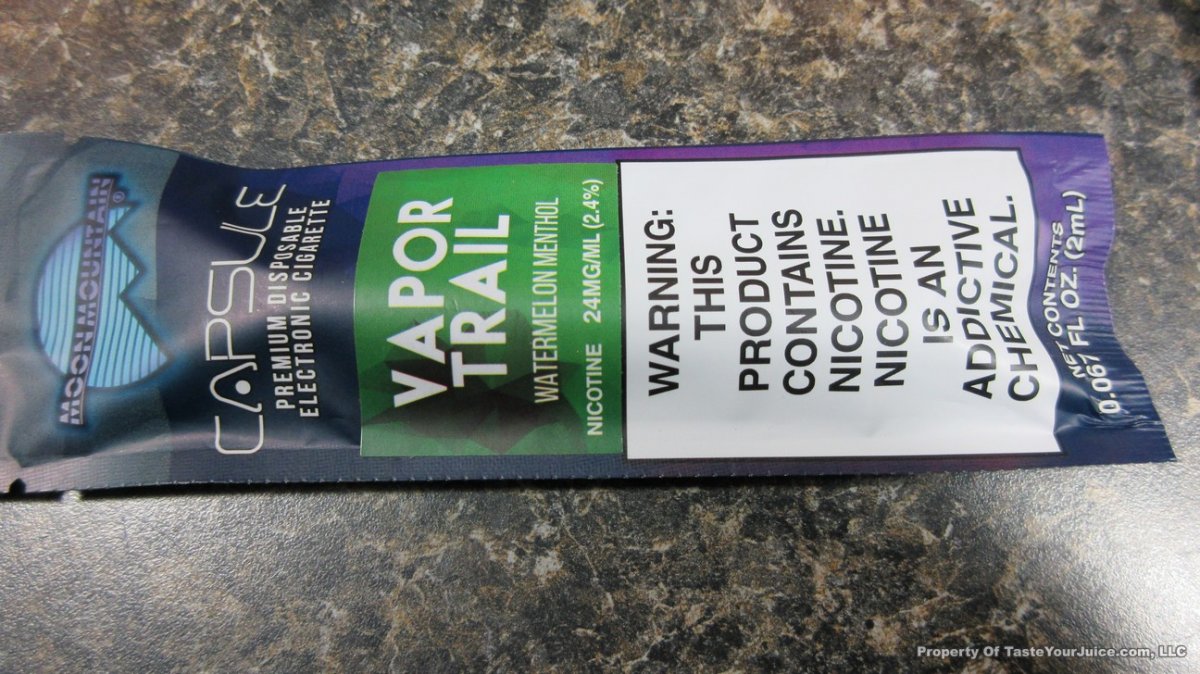 MOON MOUNTAIN®
CAPSULE
PREMIUM DISPOSABLE
ELECTRONIC CIGARETTE
VAPOR
TRAIL
WATERMELON MENTHOL
NICOTINE 24MG/ML (2.4%)
WARNING:
THIS
PRODUCT
CONTAINS
NICOTINE.
NICOTINE
IS AN
ADDICTIVE
CHEMICAL.
NET CONTENTS
0.067 FL OZ. (2mL)
Property Of TasteYourJuice.com, LLC